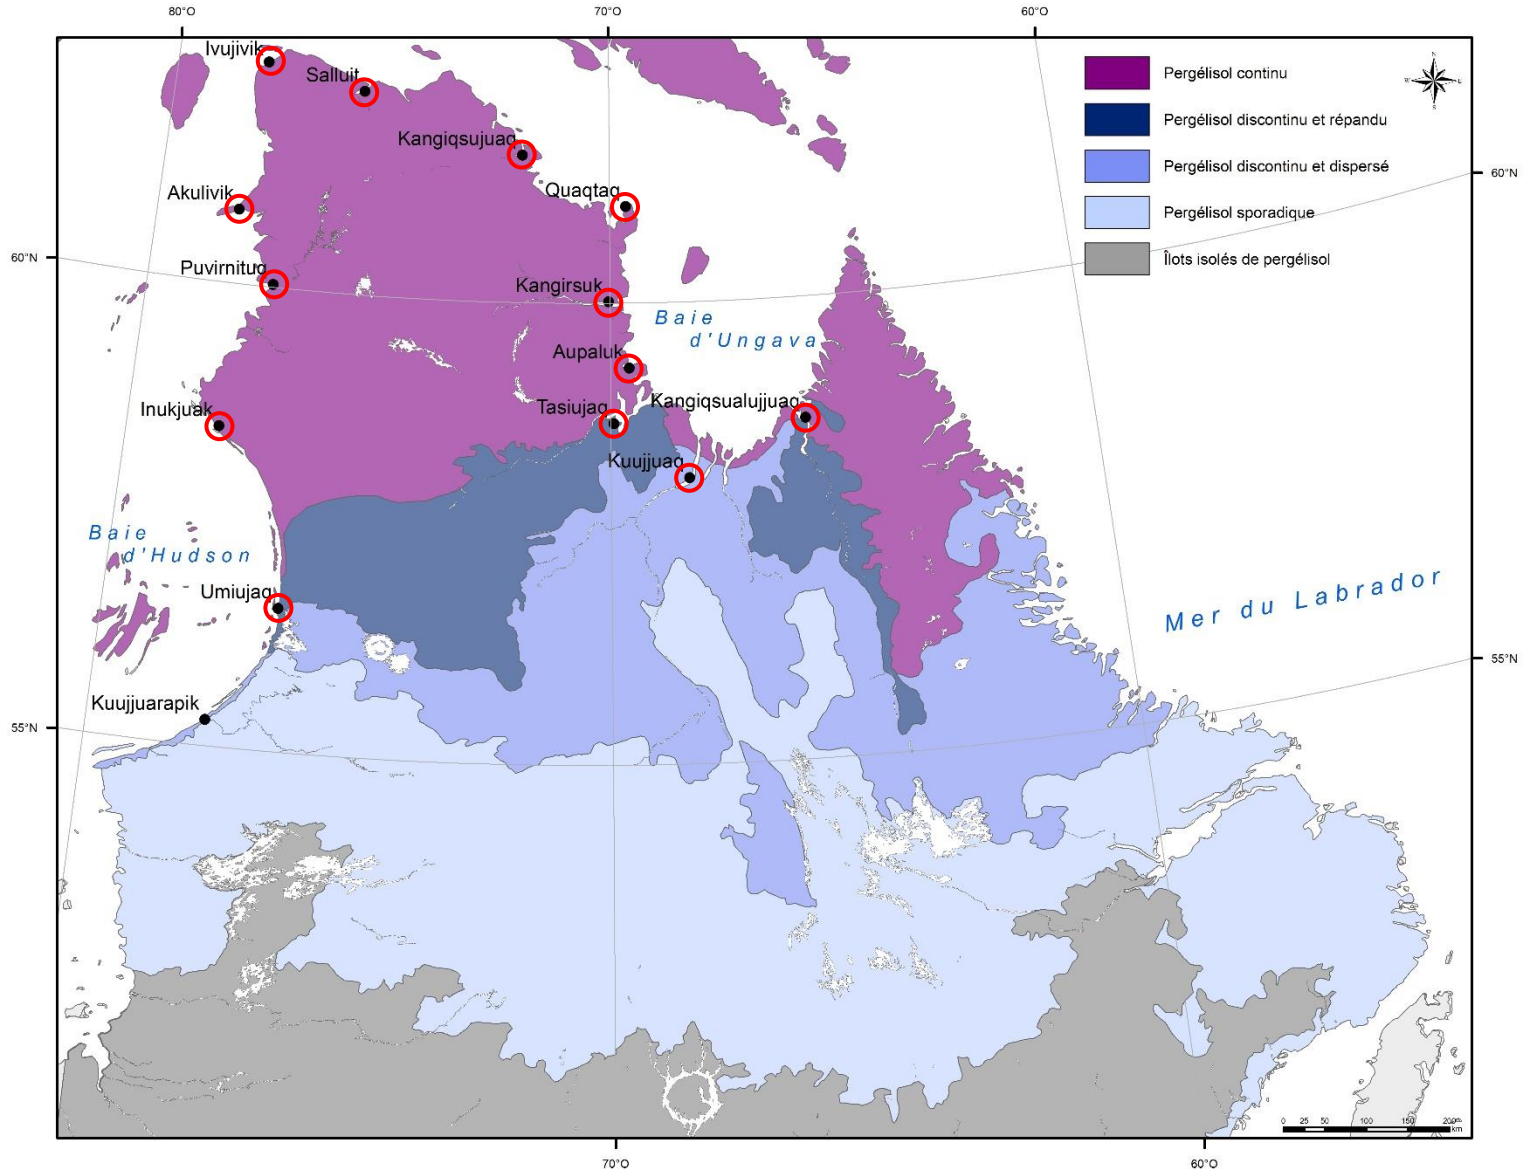 80°O
70°O
60°O
Ivujivik
Salluit
Kangiqsujuaq
Akulivik
Quaqtaq
Puvirnituq
Kangirsuk
Baie
d'Ungava
Aupaluk
Inukjuak
Tasiujaq
Kangiqsualujjuaq
Kuujjuaq
Baie
d'Hudson
Umiujaq
Kuujjuarapik
Mer du Labrador
Pergélisol continu
Pergélisol discontinu et répandu
Pergélisol discontinu et dispersé
Pergélisol sporadique
Îlots isolés de pergélisol
N
W
E
S
60°N
60°N
55°N
55°N
0 25 50 100 150 200
km
70°O
60°O